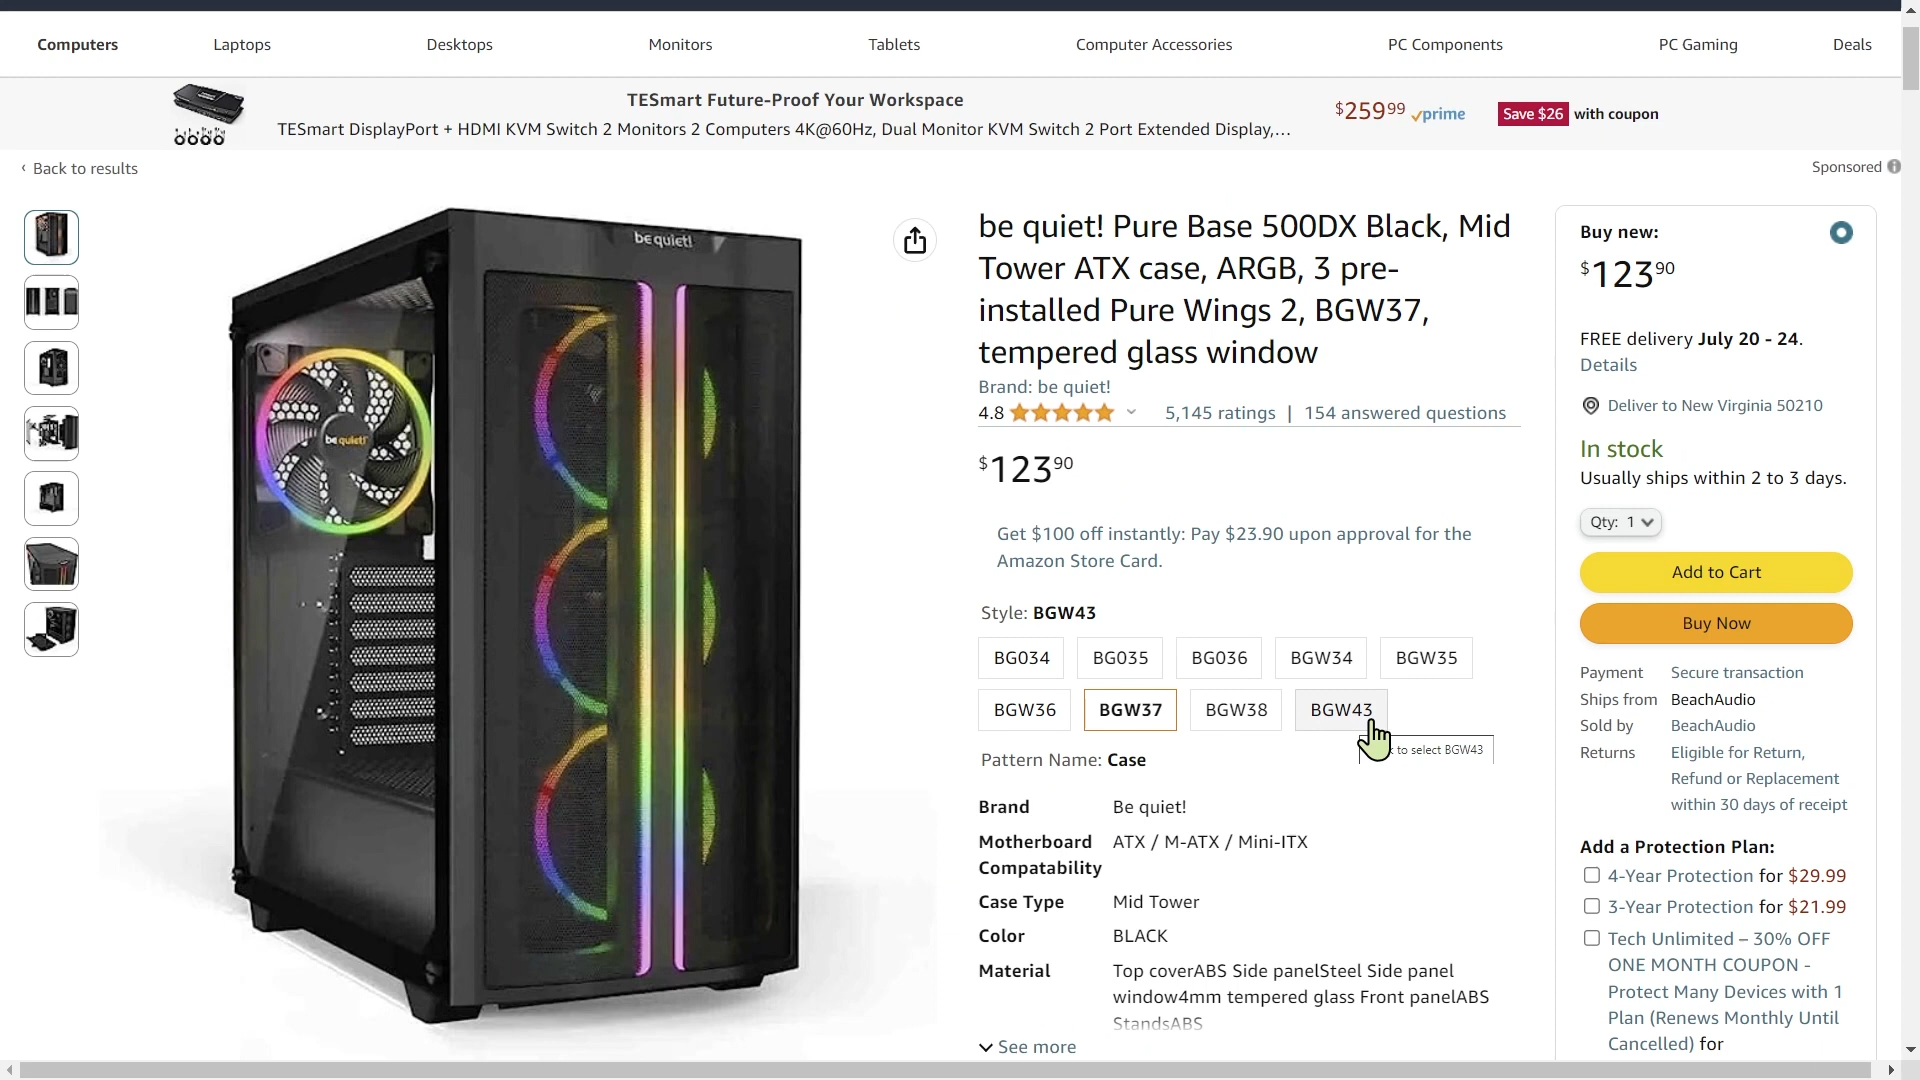 Computers
Laptops
Desktops
Monitors
Tablets
Computer Accessories
PC Components
PC Gaming
Deals
TESmart Future-Proof Your Workspace
TESmart DisplayPort + HDMI KVM Switch 2 Monitors 2 Computers 4K@60Hz, Dual Monitor KVM Switch 2 Port Extended Display,…
$259 99 prime
Save $26 with coupon
‹ Back to results
Sponsored
be quiet!
be quiet!
be quiet! Pure Base 500DX Black, Mid
Tower ATX case, ARGB, 3 pre-
installed Pure Wings 2, BGW37,
tempered glass window
Brand: be quiet!
4.8
5,145 ratings | 154 answered questions
$123 90
Get $100 off instantly: Pay $23.90 upon approval for the
Amazon Store Card.
Style: BGW43
BG034
BG035
BG036
BGW34
BGW35
BGW36
BGW37
BGW38
BGW43
to select BGW43
Pattern Name: Case
Brand Be quiet!
Motherboard ATX / M-ATX / Mini-ITX
Compatability
Case Type Mid Tower
Color BLACK
Material Top coverABS Side panelSteel Side panel
window4mm tempered glass Front panelABS
StandsABS
See more
Buy new:
$123 90
FREE delivery July 20 - 24.
Details
Deliver to New Virginia 50210
In stock
Usually ships within 2 to 3 days.
Qty: 1
Add to Cart
Buy Now
Payment Secure transaction
Ships from BeachAudio
Sold by BeachAudio
Returns Eligible for Return,
Refund or Replacement
within 30 days of receipt
Add a Protection Plan:
4-Year Protection for $29.99
3-Year Protection for $21.99
Tech Unlimited – 30% OFF
ONE MONTH COUPON -
Protect Many Devices with 1
Plan (Renews Monthly Until
Cancelled) for